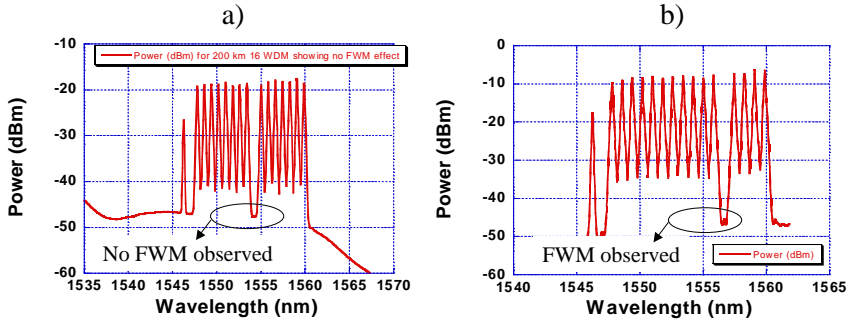 a)
Power (dBm) for 200 km 16 WDM showing no FWM effect
-10
-20
-30
-40
-50
-60
Power (dBm)
No FWM observed
1535 1540 1545 1550 1555 1560 1565 1570
Wavelength (nm)
b)
0
-10
-20
-30
-40
-50
-60
Power (dBm)
FWM observed
Power (dBm)
1540 1545 1550 1555 1560 1565
Wavelength (nm)